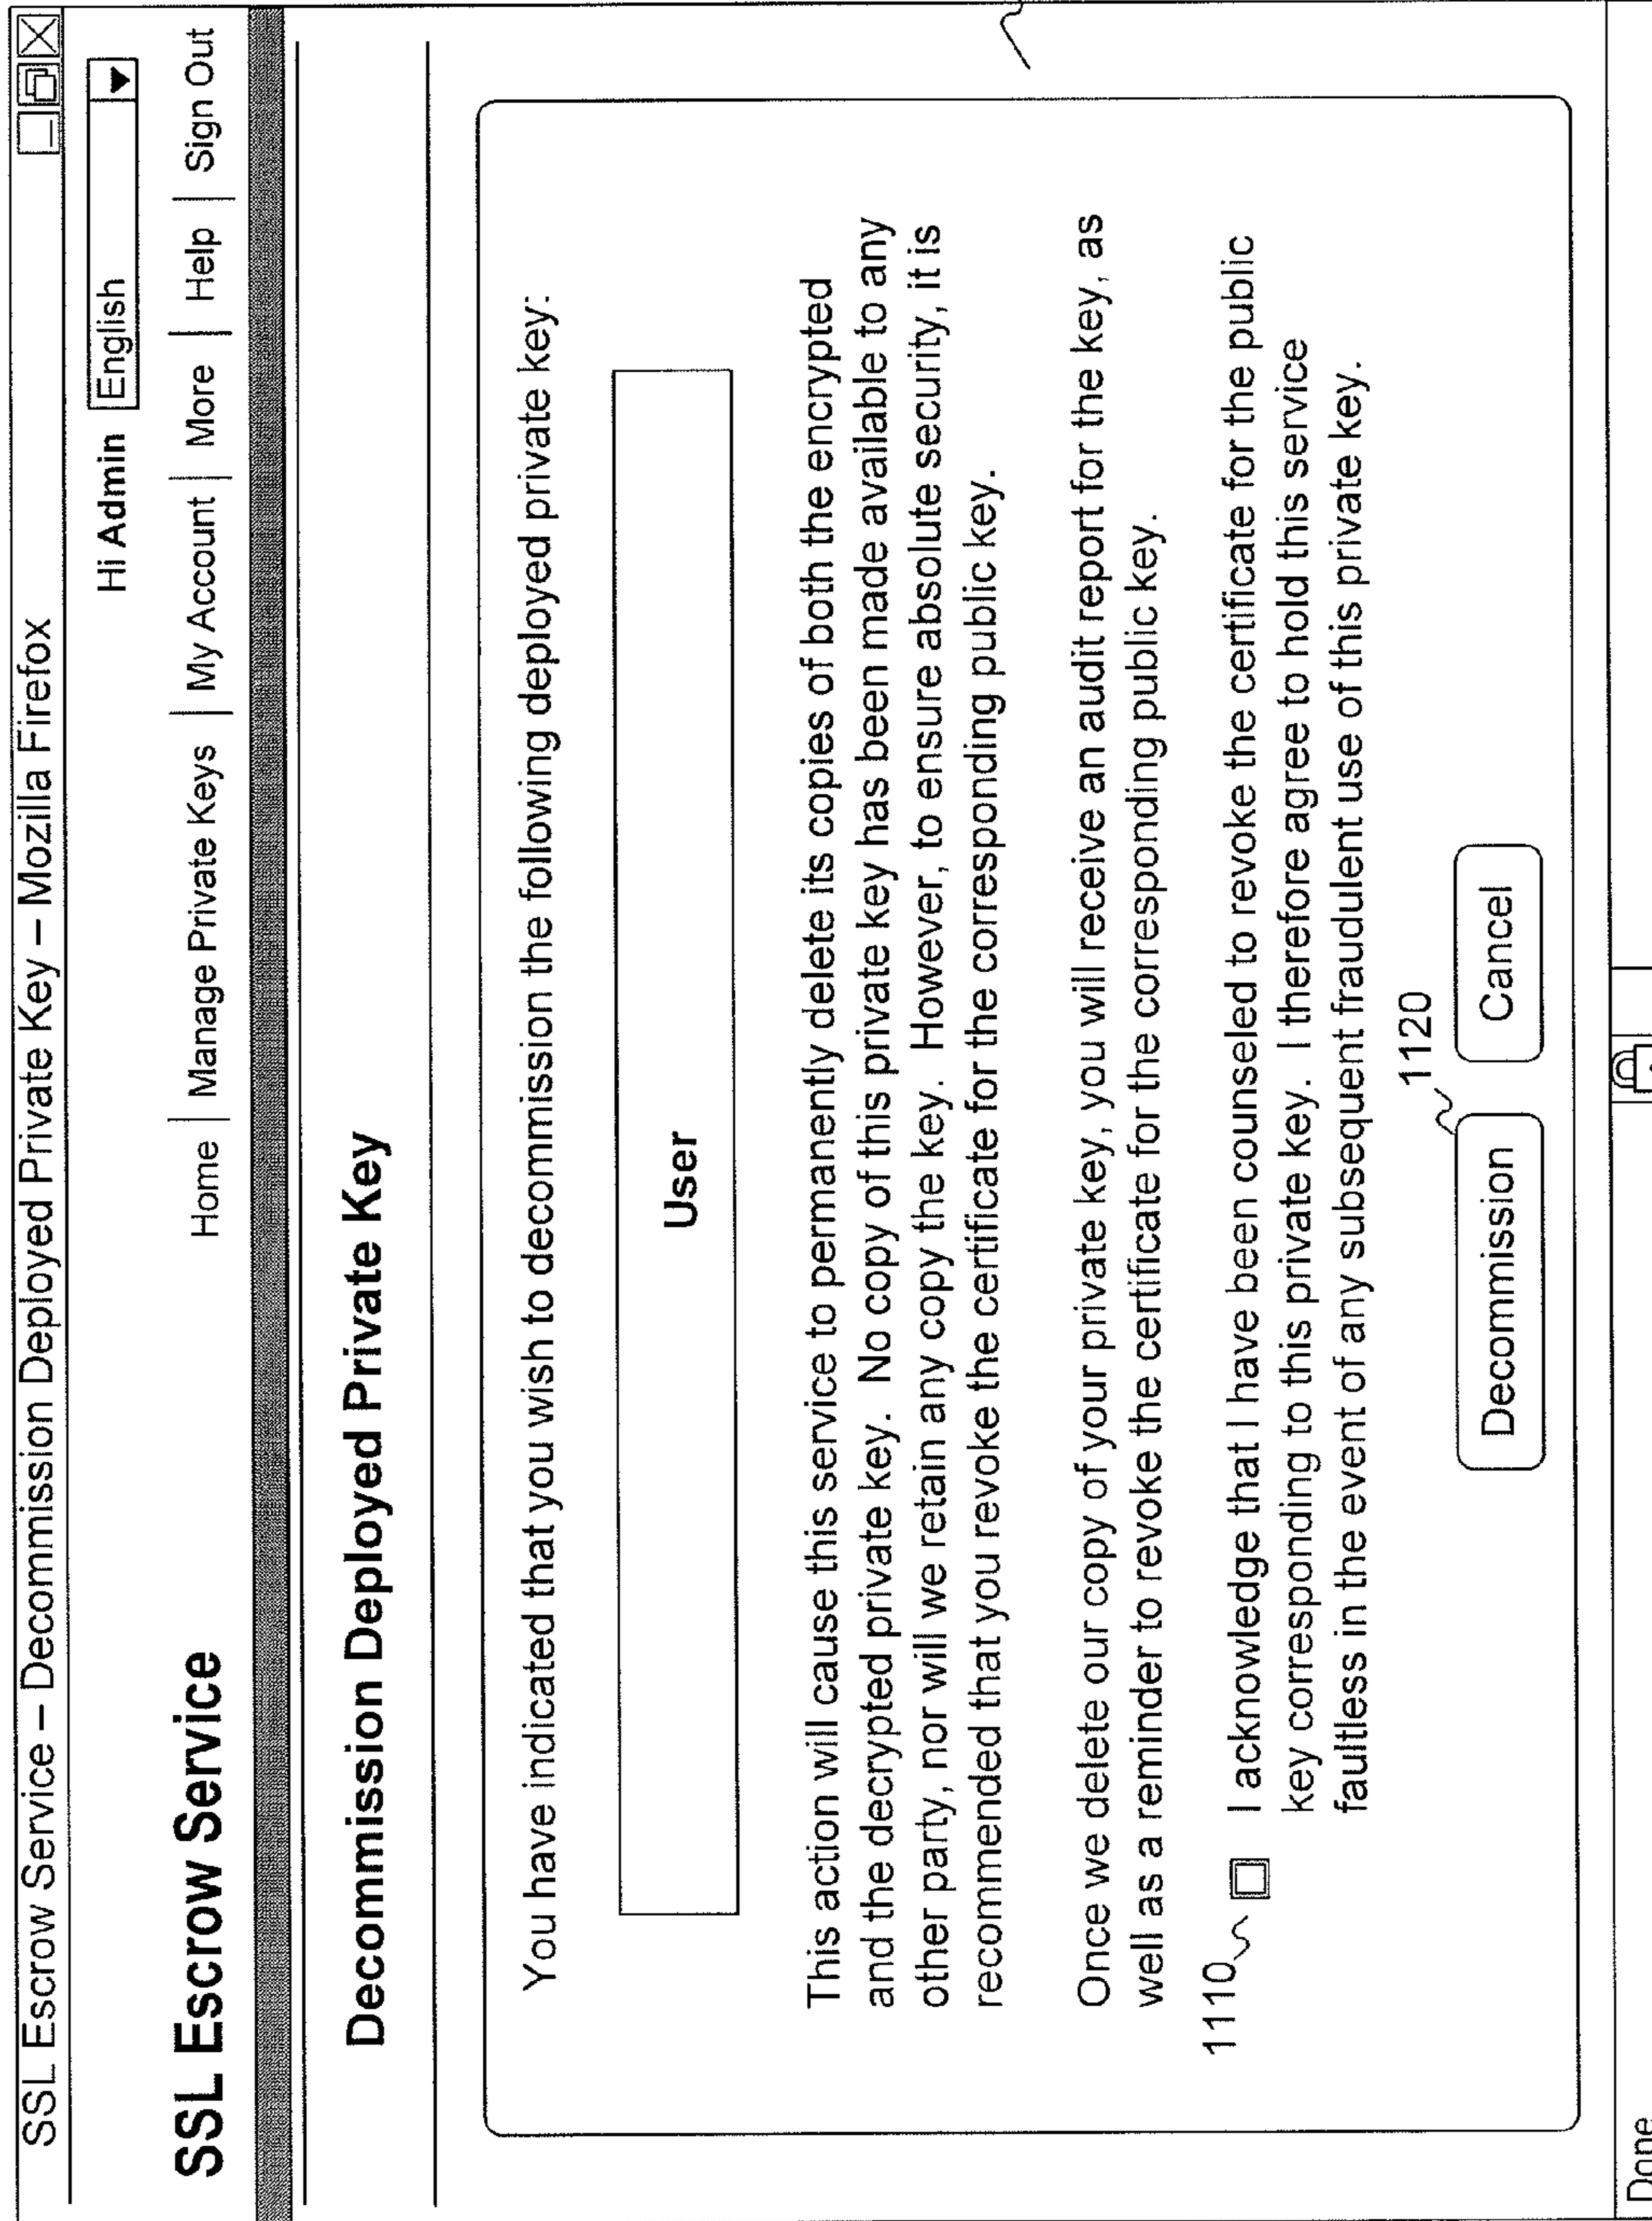 SSL Escrow Service – Decommission Deployed Private Key – Mozilla Firefox
Hi Admin English
SSL Escrow Service
Home | Manage Private Keys | My Account | More | Help | Sign Out
Decommission Deployed Private Key
You have indicated that you wish to decommission the following deployed private key:
User
This action will cause this service to permanently delete its copies of both the encrypted
and the decrypted private key. No copy of this private key has been made available to any
other party, nor will we retain any copy the key. However, to ensure absolute security, it is
recommended that you revoke the certificate for the corresponding public key.
Once we delete our copy of your private key, you will receive an audit report for the key, as
well as a reminder to revoke the certificate for the corresponding public key.
1110
I acknowledge that I have been counseled to revoke the certificate for the public
key corresponding to this private key. I therefore agree to hold this service
faultless in the event of any subsequent fraudulent use of this private key.
1120
Decommission Cancel
Done